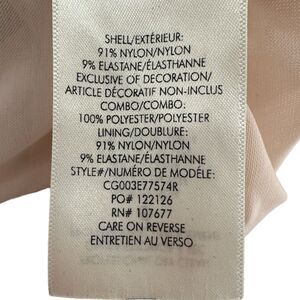 SHELL/EXTÉRIEUR:
91% NYLON/NYLON
9% ELASTANE/ÉLASTHANNE
EXCLUSIVE OF DECORATION/
ARTICLE DÉCORATIF NON-INCLUS
COMBO/COMBO:
100% POLYESTER/POLYESTER
LINING/DOUBLURE:
91% NYLON/NYLON
9% ELASTANE/ÉLASTHANNE
STYLE#/NUMÉRO DE MODÈLE:
CG003E77574R
PO# 122126
RN# 107677
CARE ON REVERSE
ENTRETIEN AU VERSO